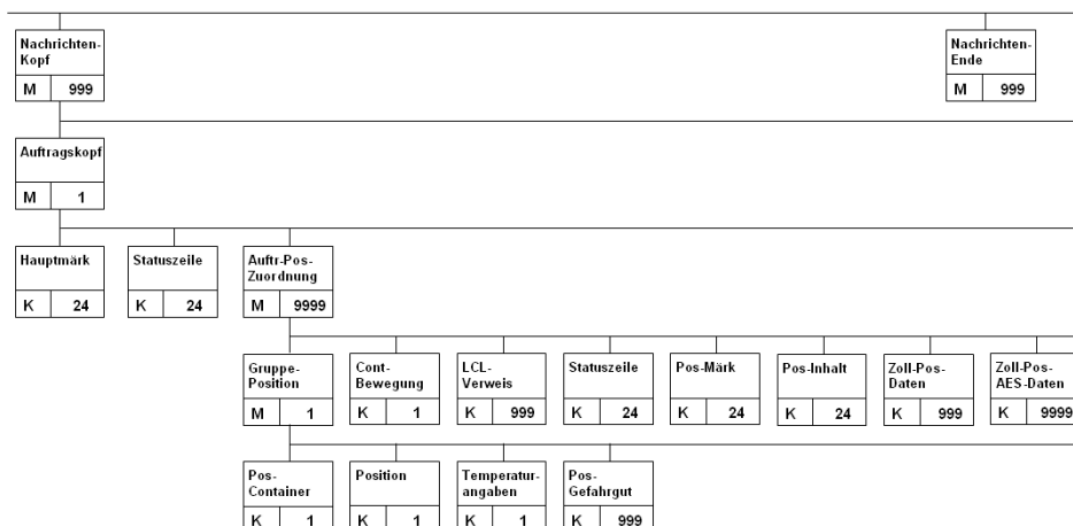 Nachrichten-
Kopf
M 999
Nachrichten-
Ende
M 999
Auftragskopf
M 1
Hauptmärk
K 24
Statuszeile
K 24
Auftr-Pos-
Zuordnung
M 9999
Gruppe-
Position
M 1
Cont-
Bewegung
K 1
LCL-
Verweis
K 999
Statuszeile
K 24
Pos-Märk
K 24
Pos-Inhalt
K 24
Zoll-Pos-
Daten
K 999
Zoll-Pos-
AES-Daten
K 9999
Pos-
Container
K 1
Position
K 1
Temperatur-
angaben
K 1
Pos-
Gefahrgut
K 999